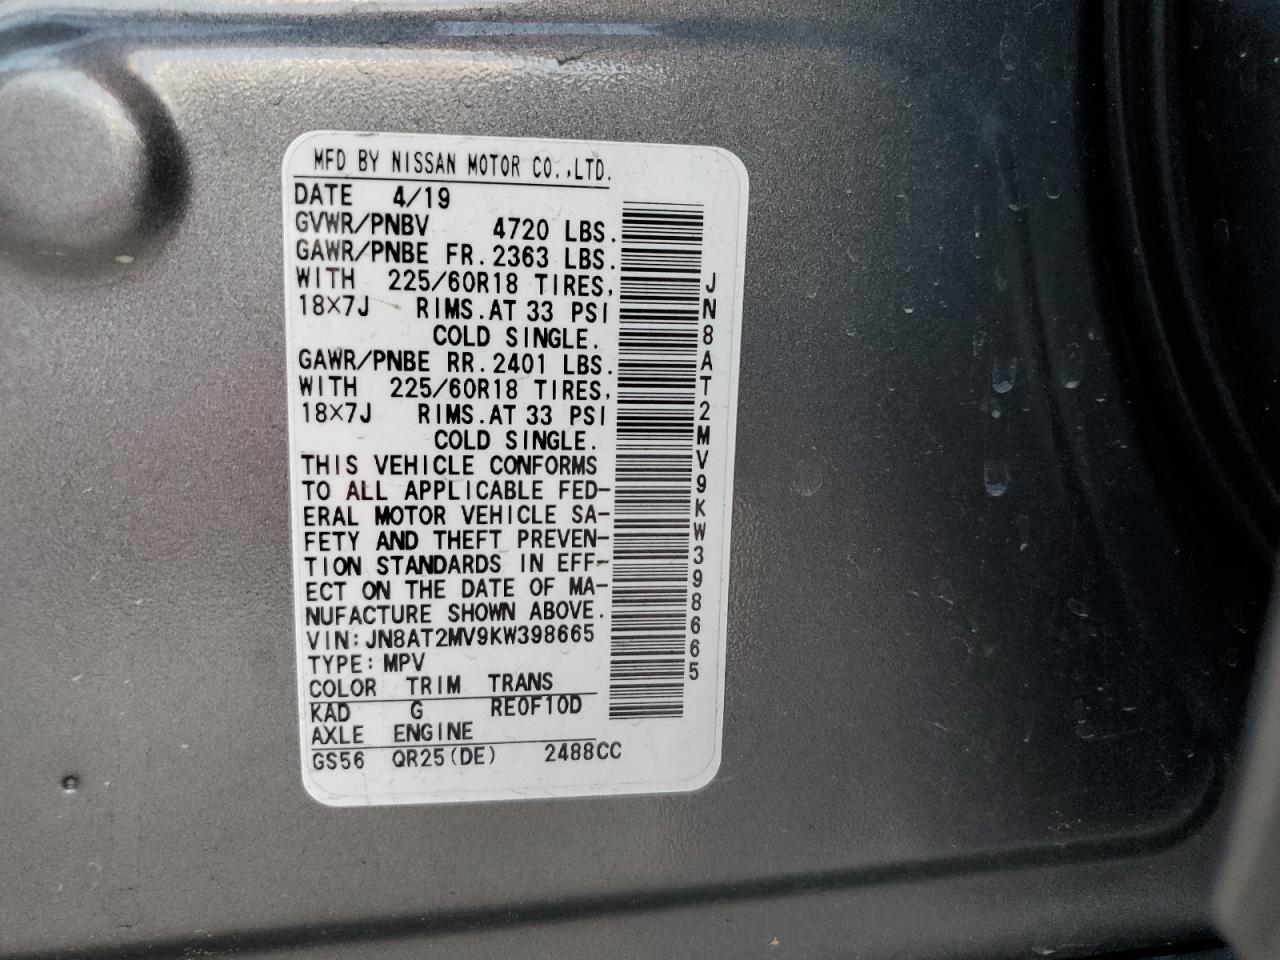 MFD BY NISSAN MOTOR CO.,LTD.
DATE 4/19
GVWR/PNBV 4720 LBS.
GAWR/PNBE FR. 2363 LBS.
WITH 225/60R18 TIRES,
18×7J RIMS.AT 33 PSI
COLD SINGLE.
GAWR/PNBE RR. 2401 LBS.
WITH 225/60R18 TIRES,
18×7J RIMS.AT 33 PSI
COLD SINGLE.
THIS VEHICLE CONFORMS
TO ALL APPLICABLE FED-
ERAL MOTOR VEHICLE SA-
FETY AND THEFT PREVEN-
TION STANDARDS IN EFF-
ECT ON THE DATE OF MA-
NUFACTURE SHOWN ABOVE.
VIN:JN8AT2MV9KW398665
TYPE:MPV
COLOR TRIM TRANS
KAD G RE0F10D
AXLE ENGINE
GS56 QR25(DE) 2488CC
JN8AT2MV9KW398665